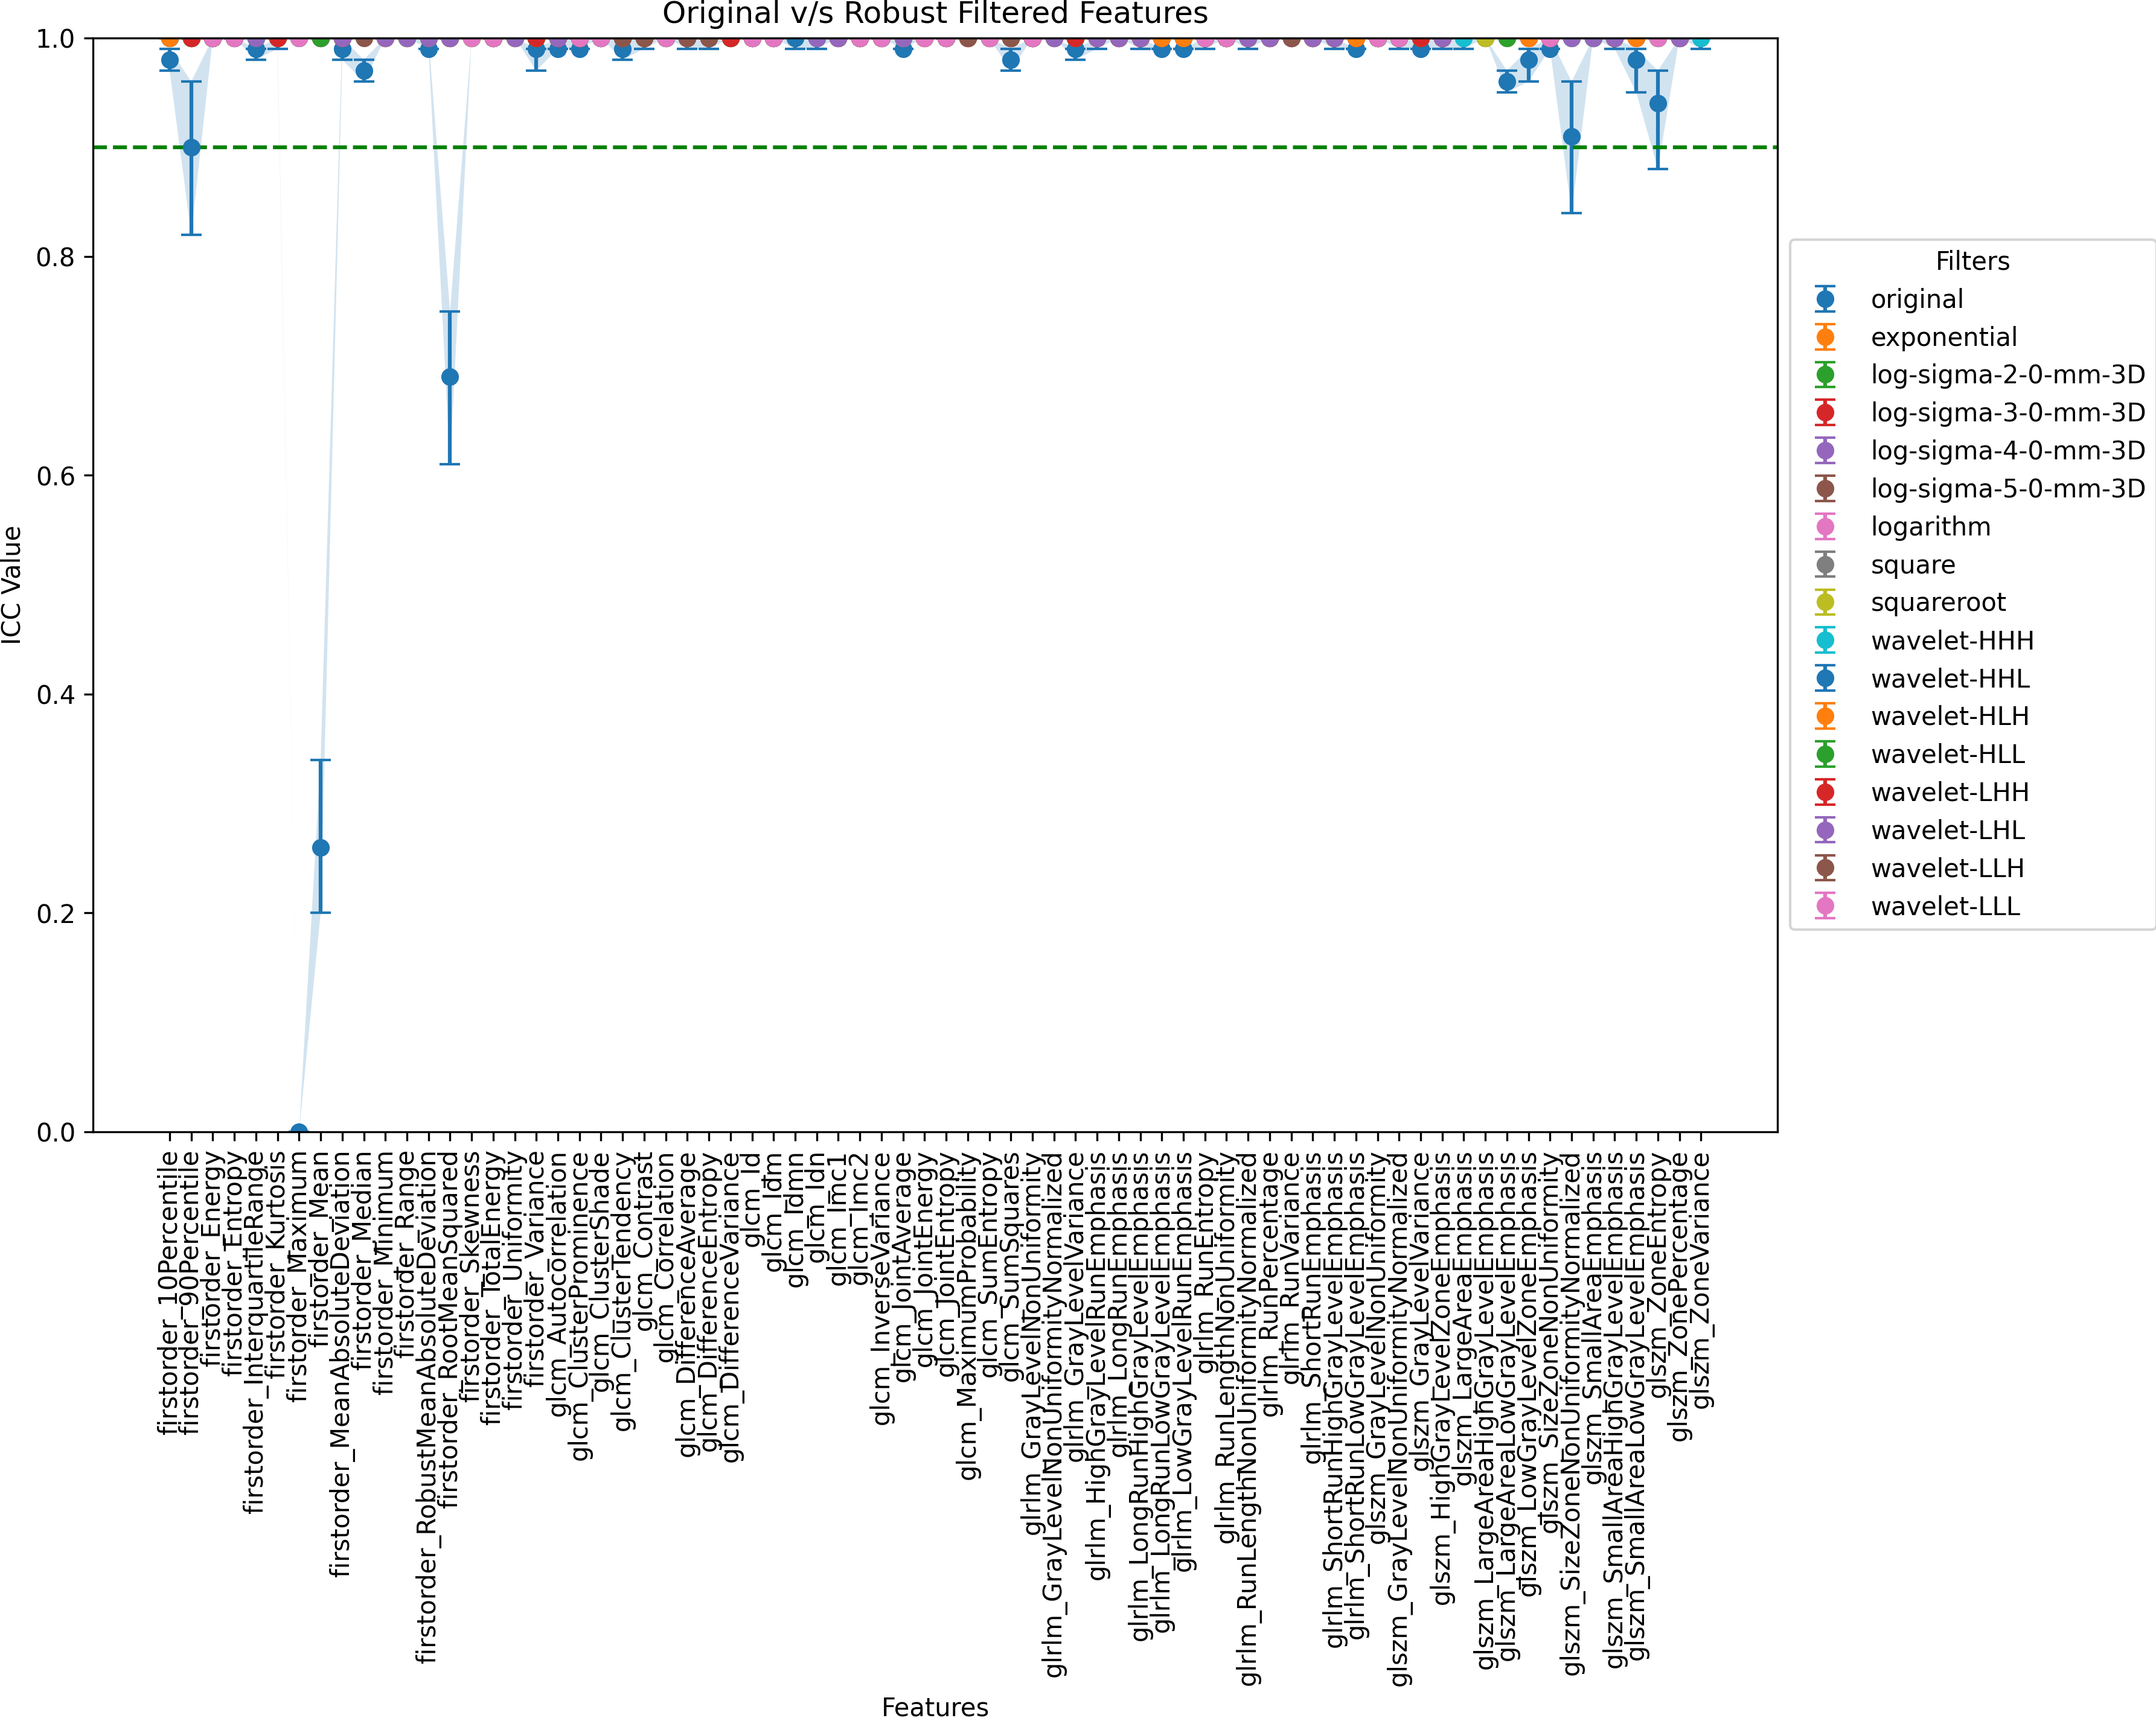 Original v/s Robust Filtered Features
ICC Value
1.0
0.8
0.6
0.4
0.2
0.0
Filters
original
exponential
log-sigma-2-0-mm-3D
log-sigma-3-0-mm-3D
log-sigma-4-0-mm-3D
log-sigma-5-0-mm-3D
logarithm
square
squareroot
wavelet-HHH
wavelet-HHL
wavelet-HLH
wavelet-HLL
wavelet-LHH
wavelet-LHL
wavelet-LLH
wavelet-LLL
firstorder_10Percentile
firstorder_90Percentile
firstorder_Energy
firstorder_Entropy
firstorder_InterquartileRange
firstorder_Kurtosis
firstorder_Maximum
firstorder_Mean
firstorder_MeanAbsoluteDeviation
firstorder_Median
firstorder_Minimum
firstorder_Range
firstorder_RobustMeanAbsoluteDeviation
firstorder_RootMeanSquared
firstorder_Skewness
firstorder_TotalEnergy
firstorder_Uniformity
firstorder_Variance
glcm_Autocorrelation
glcm_ClusterProminence
glcm_ClusterShade
glcm_ClusterTendency
glcm_Contrast
glcm_Correlation
glcm_DifferenceAverage
glcm_DifferenceEntropy
glcm_DifferenceVariance
glcm_Id
glcm_Idm
glcm_Idmn
glcm_Idn
glcm_Imc1
glcm_Imc2
glcm_InverseVariance
glcm_JointAverage
glcm_JointEnergy
glcm_JointEntropy
glcm_MaximumProbability
glcm_SumEntropy
glcm_SumSquares
glrlm_GrayLevelNonUniformity
glrlm_GrayLevelNonUniformityNormalized
glrlm_GrayLevelVariance
glrlm_HighGrayLevelRunEmphasis
glrlm_LongRunEmphasis
glrlm_LongRunHighGrayLevelEmphasis
glrlm_LongRunLowGrayLevelEmphasis
glrlm_LowGrayLevelRunEmphasis
glrlm_RunEntropy
glrlm_RunLengthNonUniformity
glrlm_RunLengthNonUniformityNormalized
glrlm_RunPercentage
glrlm_RunVariance
glrlm_ShortRunEmphasis
glrlm_ShortRunHighGrayLevelEmphasis
glrlm_ShortRunLowGrayLevelEmphasis
glszm_GrayLevelNonUniformity
glszm_GrayLevelNonUniformityNormalized
glszm_GrayLevelVariance
glszm_HighGrayLevelZoneEmphasis
glszm_LargeAreaEmphasis
glszm_LargeAreaHighGrayLevelEmphasis
glszm_LargeAreaLowGrayLevelEmphasis
glszm_LowGrayLevelZoneEmphasis
glszm_SizeZoneNonUniformity
glszm_SizeZoneNonUniformityNormalized
glszm_SmallAreaEmphasis
glszm_SmallAreaHighGrayLevelEmphasis
glszm_SmallAreaLowGrayLevelEmphasis
glszm_ZoneEntropy
glszm_ZonePercentage
glszm_ZoneVariance
Features